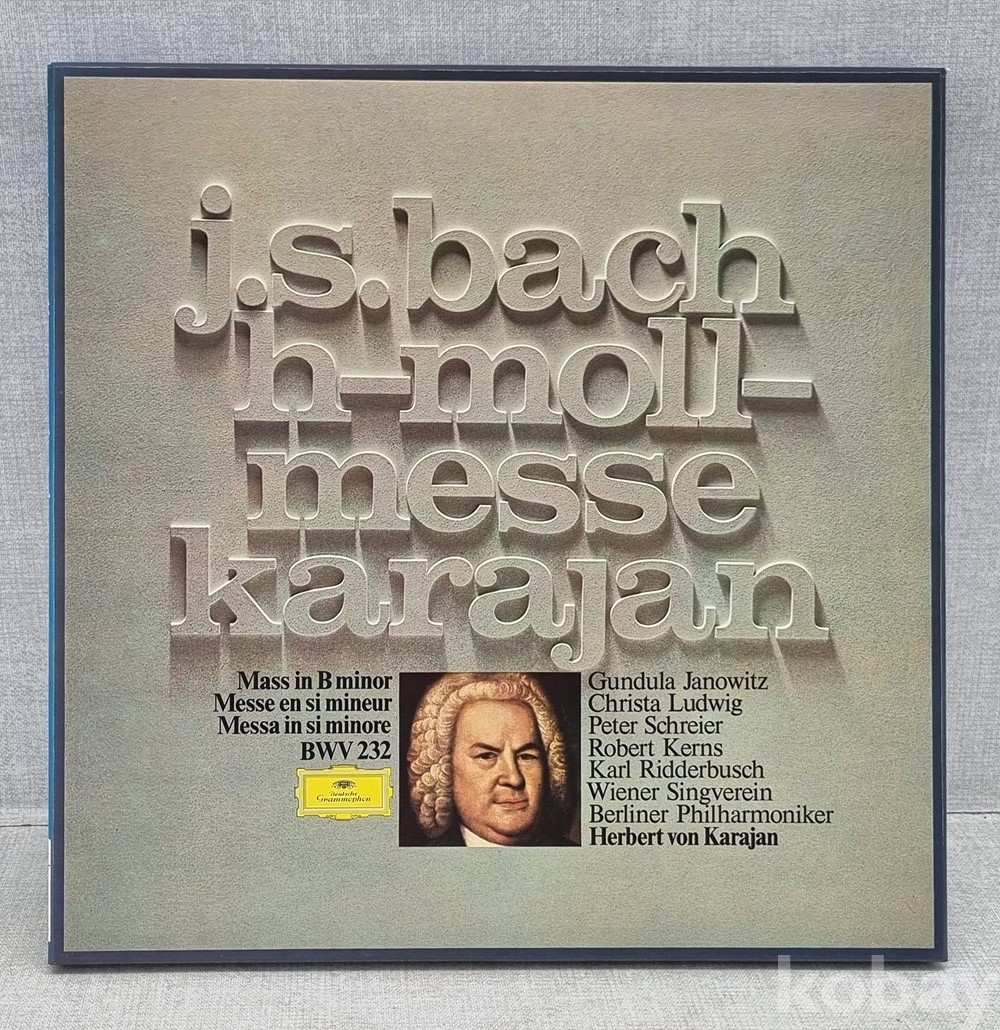 j.s.bach
h-moll-
messe
karajan
Mass in B minor
Messe en si mineur
Messa in si minore
BWV 232
Deutsche
Grammophon
Gundula Janowitz
Christa Ludwig
Peter Schreier
Robert Kerns
Karl Ridderbusch
Wiener Singverein
Berliner Philharmoniker
Herbert von Karajan
kobay